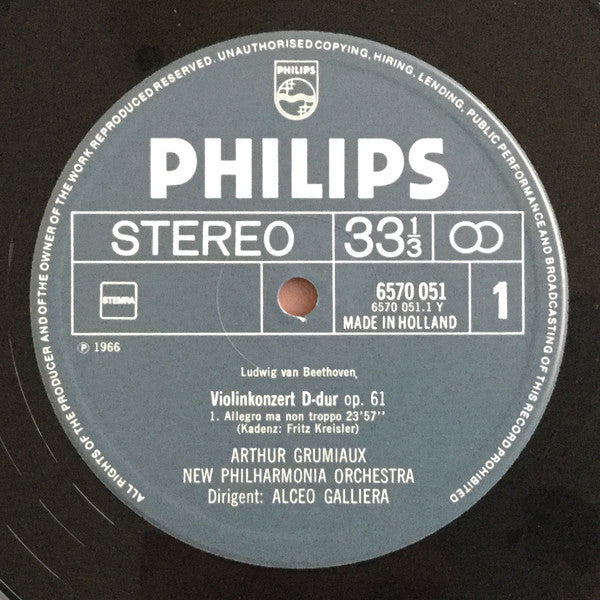 ALL RIGHTS OF THE PRODUCER AND OF THE OWNER OF THE WORK REPRODUCED RESERVED. UNAUTHORISED COPYING, HIRING, LENDING, PUBLIC PERFORMANCE AND BROADCASTING OF THIS RECORD PROHIBITED
PHILIPS
PHILIPS
STEREO 33 1/3
STEMRA
6570 051
6570 051.1 Y
MADE IN HOLLAND
1
℗ 1966
Ludwig van Beethoven
Violinkonzert D-dur op. 61
1. Allegro ma non troppo 23'57''
(Kadenz: Fritz Kreisler)
ARTHUR GRUMIAUX
NEW PHILHARMONIA ORCHESTRA
Dirigent: ALCEO GALLIERA